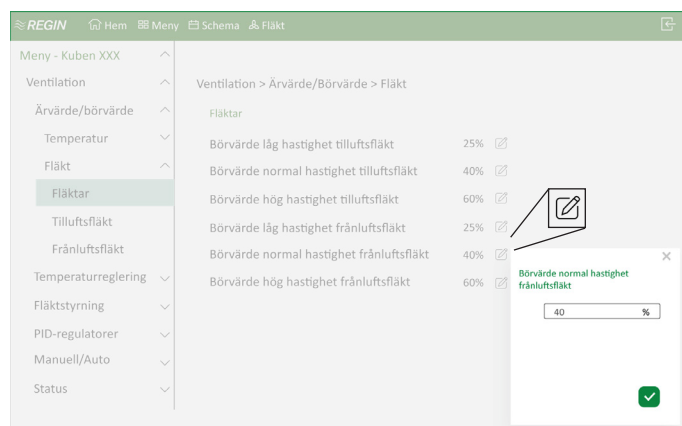 REGIN Hem Meny Schema Fläkt
Meny - Kuben XXX
Ventilation
Ärvärde/börvärde
Temperatur
Fläkt
Fläktar
Tilluftsfläkt
Frånluftsfläkt
Temperaturreglering
Fläktstyrning
PID-regulatorer
Manuell/Auto
Status
Ventilation > Ärvärde/Börvärde > Fläkt
Fläktar
Börvärde låg hastighet tilluftsfläkt 25%
Börvärde normal hastighet tilluftsfläkt 40%
Börvärde hög hastighet tilluftsfläkt 60%
Börvärde låg hastighet frånluftsfläkt 25%
Börvärde normal hastighet frånluftsfläkt 40%
Börvärde hög hastighet frånluftsfläkt 60%
Börvärde normal hastighet
frånluftsfläkt
40 %